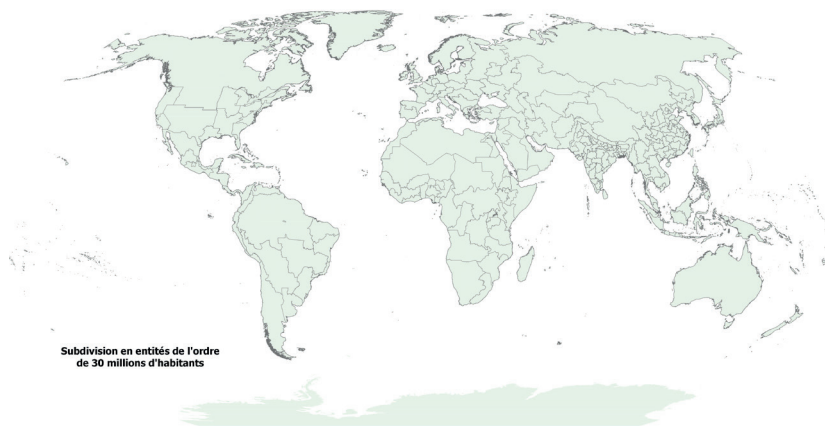 Subdivision en entités de l'ordre
de 30 millions d'habitants